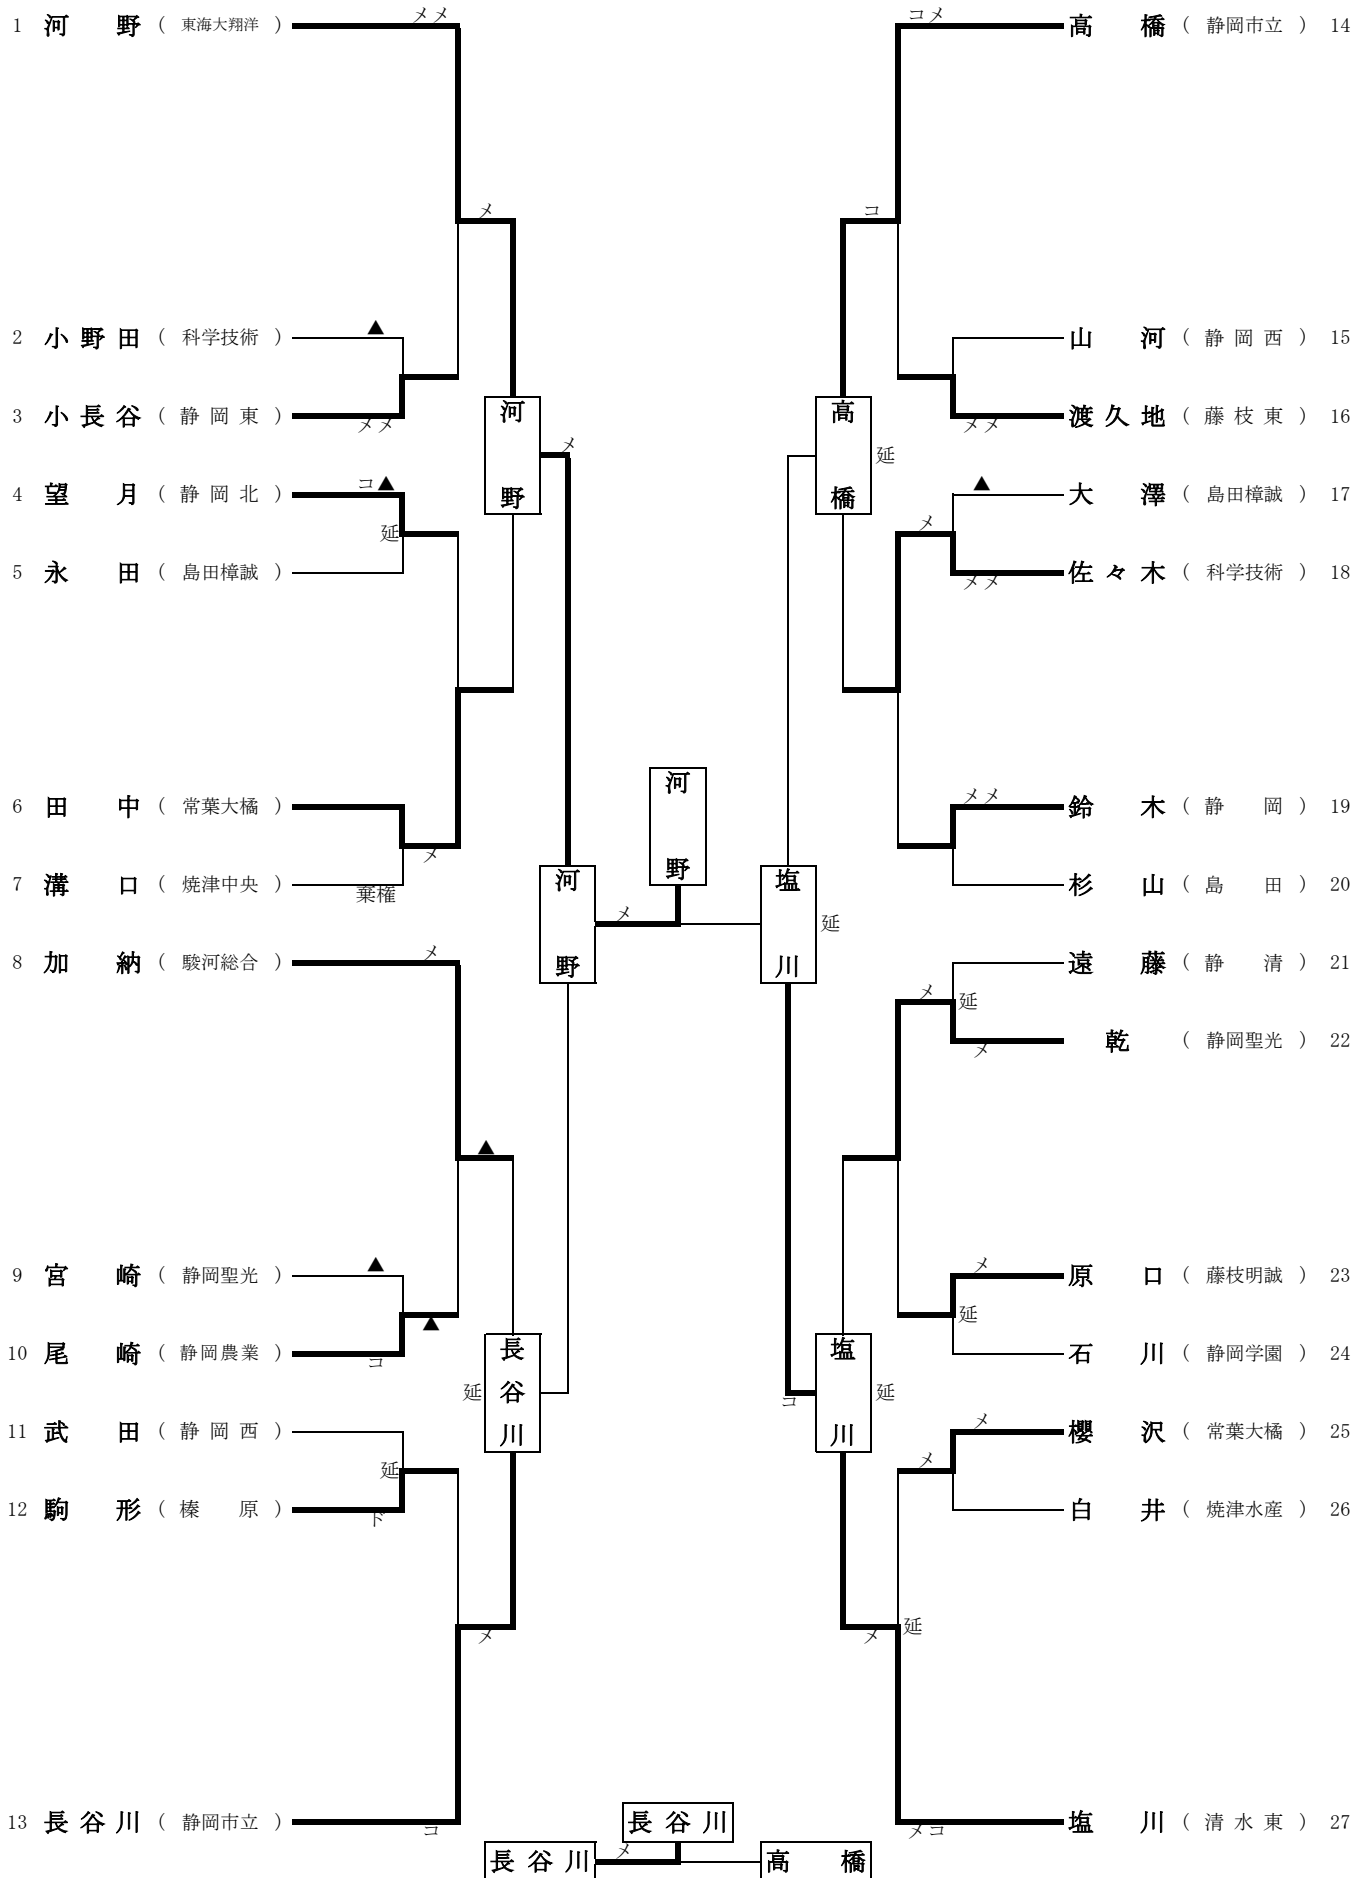 メメ
コメ
1 河野 ( 東海大翔洋 )
高橋 ( 静岡市立 ) 14
メ
コ
▲
2 小野田 ( 科学技術 )
山河 ( 静岡西 ) 15
3 小長谷 ( 静岡東 )
メメ
河野
高橋
メメ
渡久地 ( 藤枝東 ) 16
メ
延
4 望月 ( 静岡北 )
コ▲
▲
大澤 ( 島田樟誠 ) 17
延
メ
5 永田 ( 島田樟誠 )
メメ
佐々木 ( 科学技術 ) 18
河野
6 田中 ( 常葉大橘 )
メメ
鈴木 ( 静岡 ) 19
メ
7 溝口 ( 焼津中央 )
棄権
河野
塩川
杉山 ( 島田 ) 20
メ
延
8 加納 ( 駿河総合 )
メ
遠藤 ( 静清 ) 21
メ
延
乾 ( 静岡聖光 ) 22
メ
▲
▲
9 宮崎 ( 静岡聖光 )
メ
原口 ( 藤枝明誠 ) 23
▲
延
10 尾崎 ( 静岡農業 )
コ
長谷川
塩川
石川 ( 静岡学園 ) 24
延
コ
延
11 武田 ( 静岡西 )
メ
櫻沢 ( 常葉大橘 ) 25
延
メ
12 駒形 ( 榛原 )
ド
白井 ( 焼津水産 ) 26
メ
メ
延
13 長谷川 ( 静岡市立 )
コ
長谷川
メコ
塩川 ( 清水東 ) 27
長谷川
メ
高橋